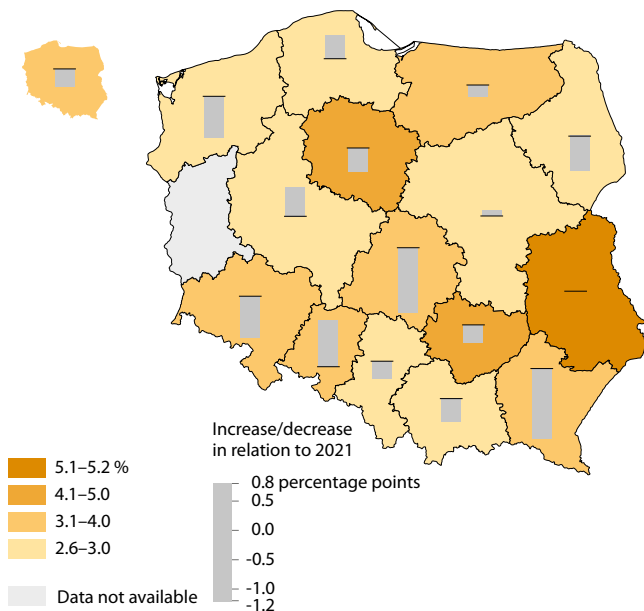 Increase/decrease
in relation to 2021
0.8 percentage points
0.5
0.0
-0.5
-1.0
-1.2
5.1–5.2 %
4.1–5.0
3.1–4.0
2.6–3.0
Data not available